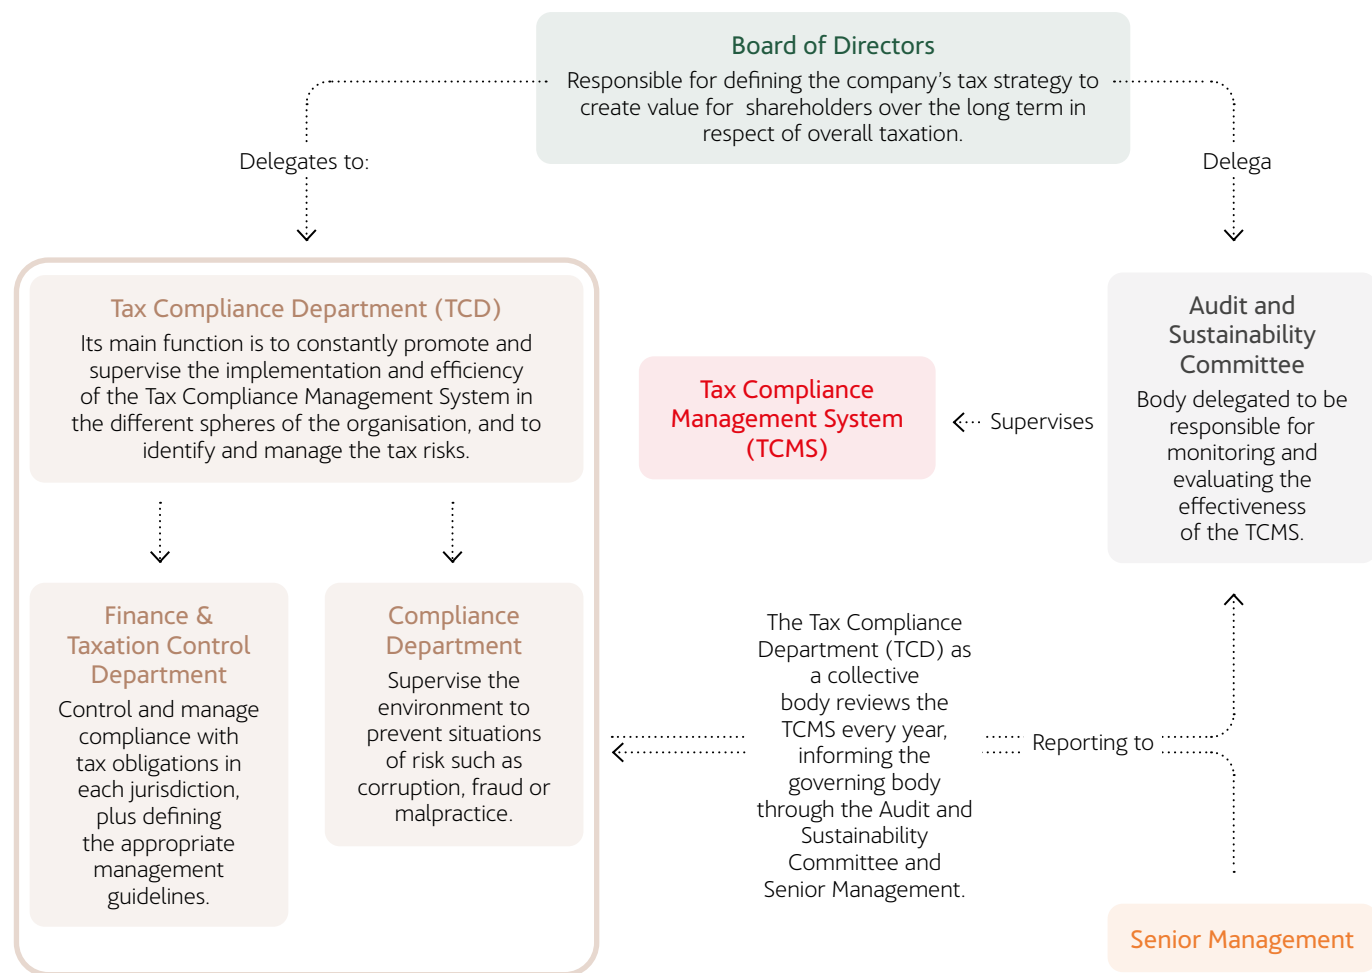 Board of Directors
Responsible for defining the company's tax strategy to
create value for shareholders over the long term in
respect of overall taxation.
Delegates to:
Delega
Tax Compliance Department (TCD)
Its main function is to constantly promote and
supervise the implementation and efficiency
of the Tax Compliance Management System in
the different spheres of the organisation, and to
identify and manage the tax risks.
Tax Compliance
Management System
(TCMS)
Supervises
Audit and
Sustainability
Committee
Body delegated to be
responsible for
monitoring and
evaluating the
effectiveness
of the TCMS.
Finance &
Taxation Control
Department
Control and manage
compliance with
tax obligations in
each jurisdiction,
plus defining
the appropriate
management
guidelines.
Compliance
Department
Supervise the
environment to
prevent situations
of risk such as
corruption, fraud or
malpractice.
The Tax Compliance
Department (TCD) as
a collective
body reviews the
TCMS every year,
informing the
governing body
through the Audit and
Sustainability
Committee and
Senior Management.
Reporting to
Senior Management